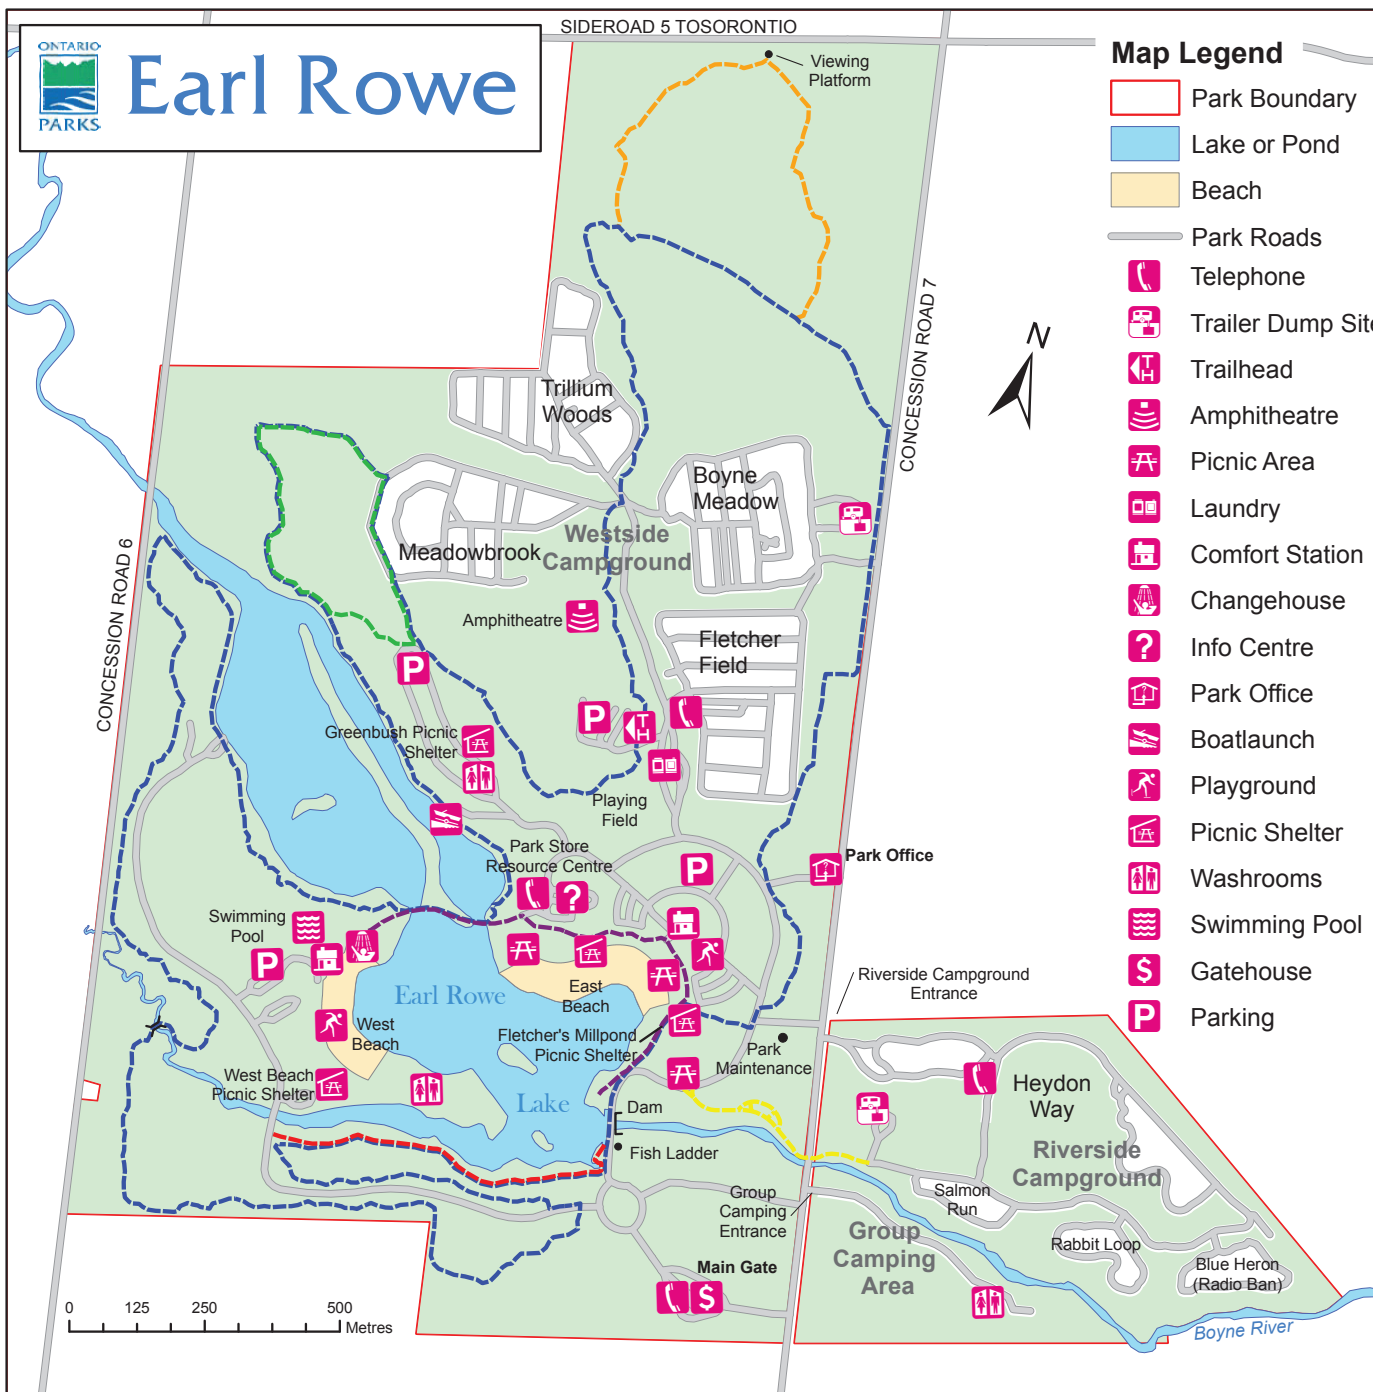 SIDEROAD 5 TOSORONTIO
ONTARIO
PARKS
Earl Rowe
Viewing
Platform
Map Legend
Park Boundary
Lake or Pond
Beach
Park Roads
Telephone
Trailer Dump Site
Trailhead
Amphitheatre
Picnic Area
Laundry
Comfort Station
Changehouse
Info Centre
Park Office
Boatlaunch
Playground
Picnic Shelter
Washrooms
Swimming Pool
Gatehouse
Parking
N
CONCESSION ROAD 7
CONCESSION ROAD 6
Trillium
Woods
Boyne
Meadow
Meadowbrook
Westside
Campground
Amphitheatre
Fletcher
Field
Greenbush Picnic
Shelter
Playing
Field
Park Store
Resource Centre
Park Office
Swimming
Pool
Earl Rowe
Lake
East
Beach
West
Beach
Fletcher's Millpond
Picnic Shelter
West Beach
Picnic Shelter
Riverside Campground
Entrance
Park
Maintenance
Heydon
Way
Dam
Fish Ladder
Riverside
Campground
Group
Camping
Entrance
Salmon
Run
Group
Camping
Area
Rabbit Loop
Blue Heron
(Radio Ban)
Main Gate
Boyne River
0 125 250 500
Metres